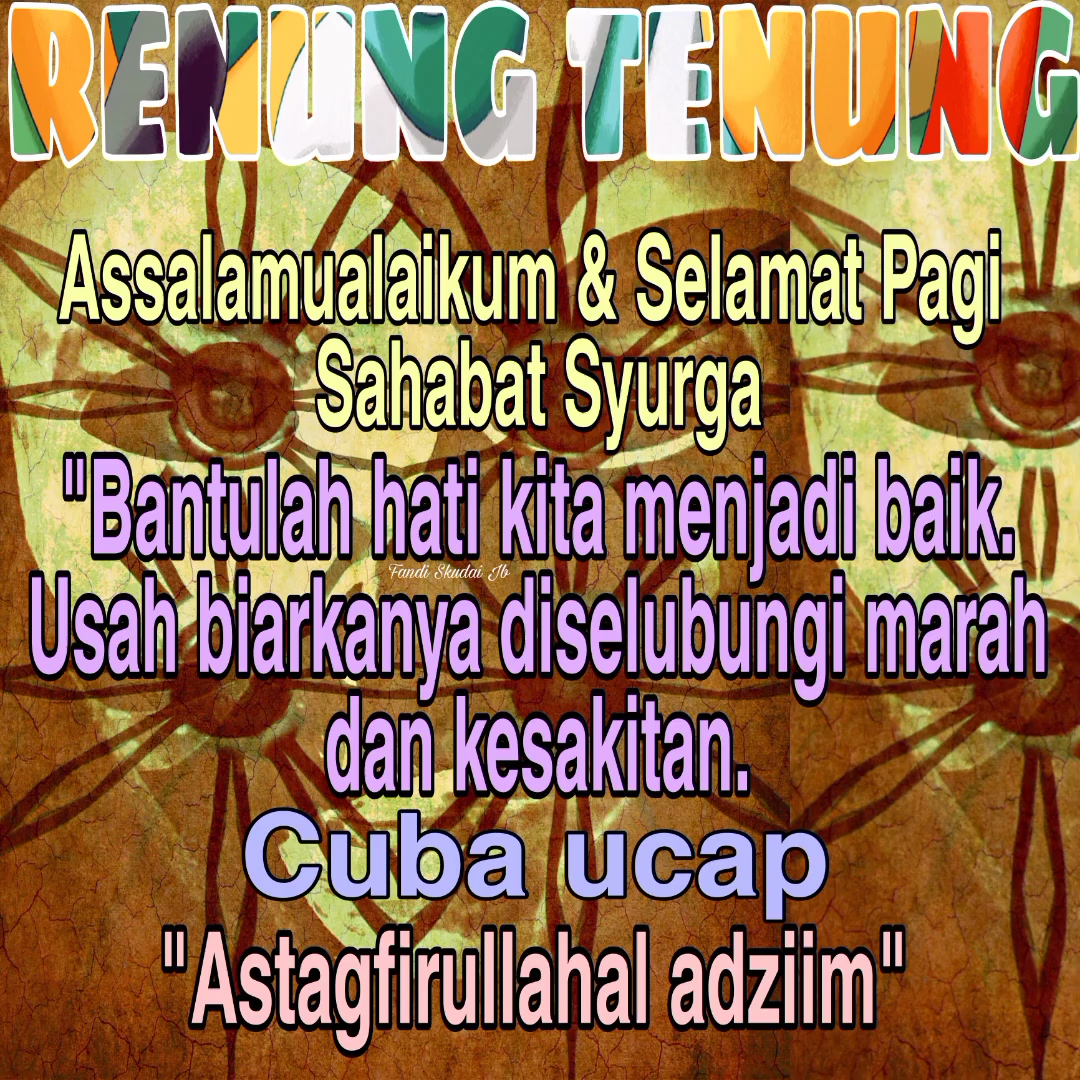 RENUNG TENUNG
Assalamualaikum & Selamat Pagi
Sahabat Syurga
"Bantulah hati kita menjadi baik.
Fandi Skudai Jb
Usah biarkanya diselubungi marah
dan kesakitan.
Cuba ucap
"Astagfirullahal adziim"